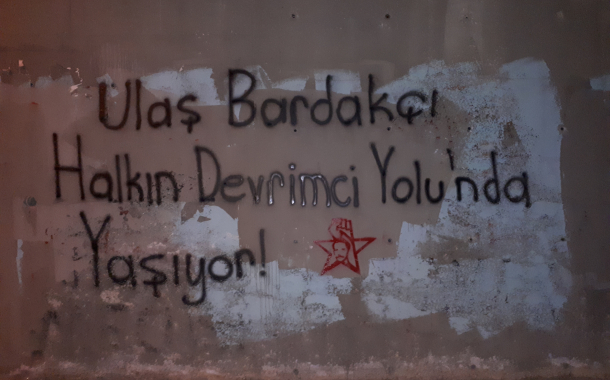 Ulaş Bardakçı
Halkın Devrimci Yolu'nda
Yaşıyor!